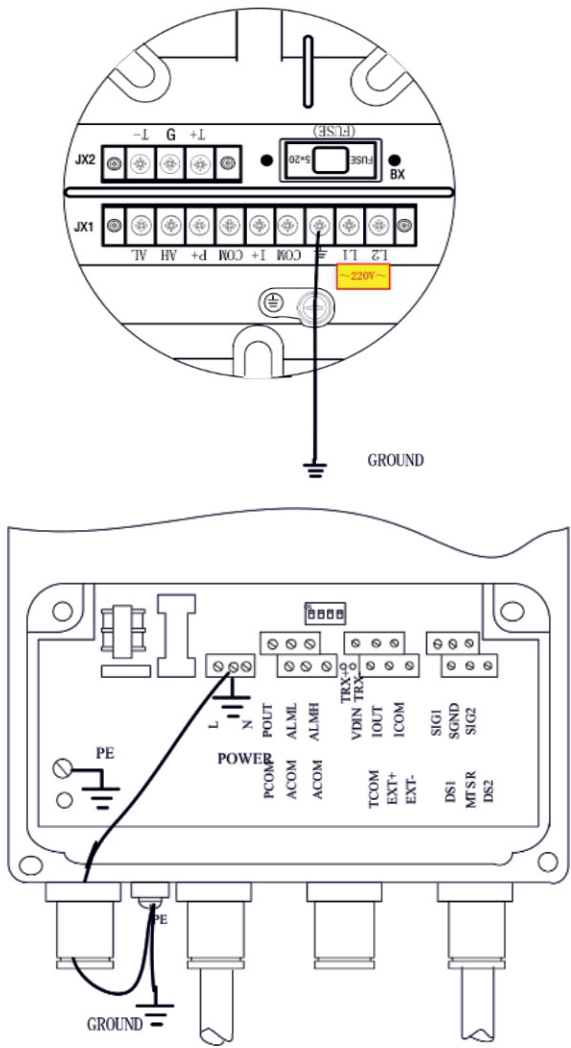 T- G T+
(FUSE)
JX2
5×20 FUSE
BX
JX1
AL AH P+ COM I+ COM L1 L2
~220V~
GROUND
TRX+
TRX-
L N POUT ALML ALMH VDIN IOUT ICOM SIG1 SGND SIG2
PE
POWER
PCOM ACOM ACOM TCOM EXT+ EXT- DS1 MTSR DS2
PE
GROUND